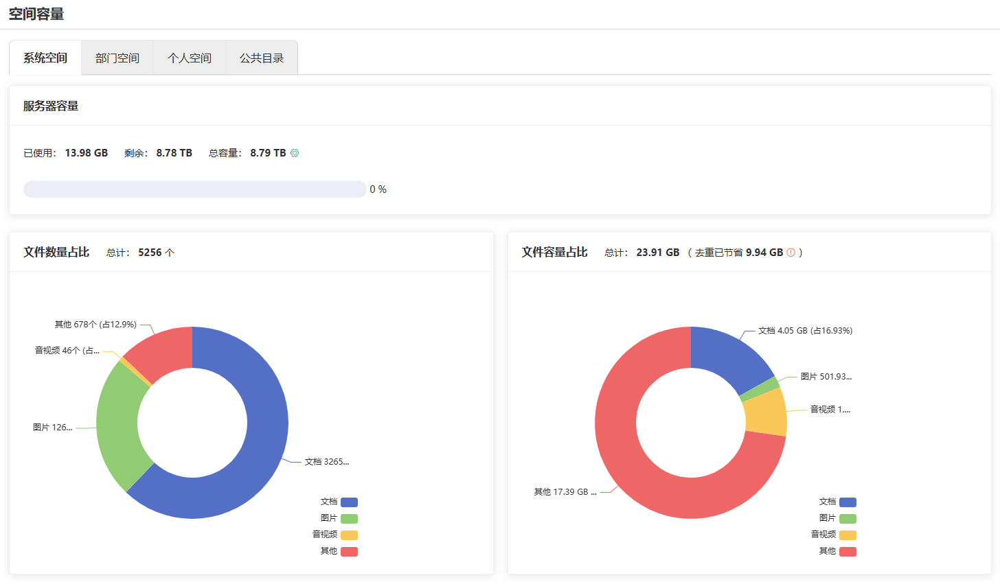 空间容量
系统空间 部门空间 个人空间 公共目录
服务器容量
已使用： 13.98 GB 剩余： 8.78 TB 总容量： 8.79 TB
0 %
文件数量占比 总计： 5256 个
其他 678个 (占12.9%)
音视频 46个 (占...
图片 126...
文档 3265...
文档
图片
音视频
其他
文件容量占比 总计： 23.91 GB （ 去重已节省 9.94 GB ）
文档 4.05 GB (占16.93%)
图片 501.93...
音视频 1....
其他 17.39 GB ...
文档
图片
音视频
其他